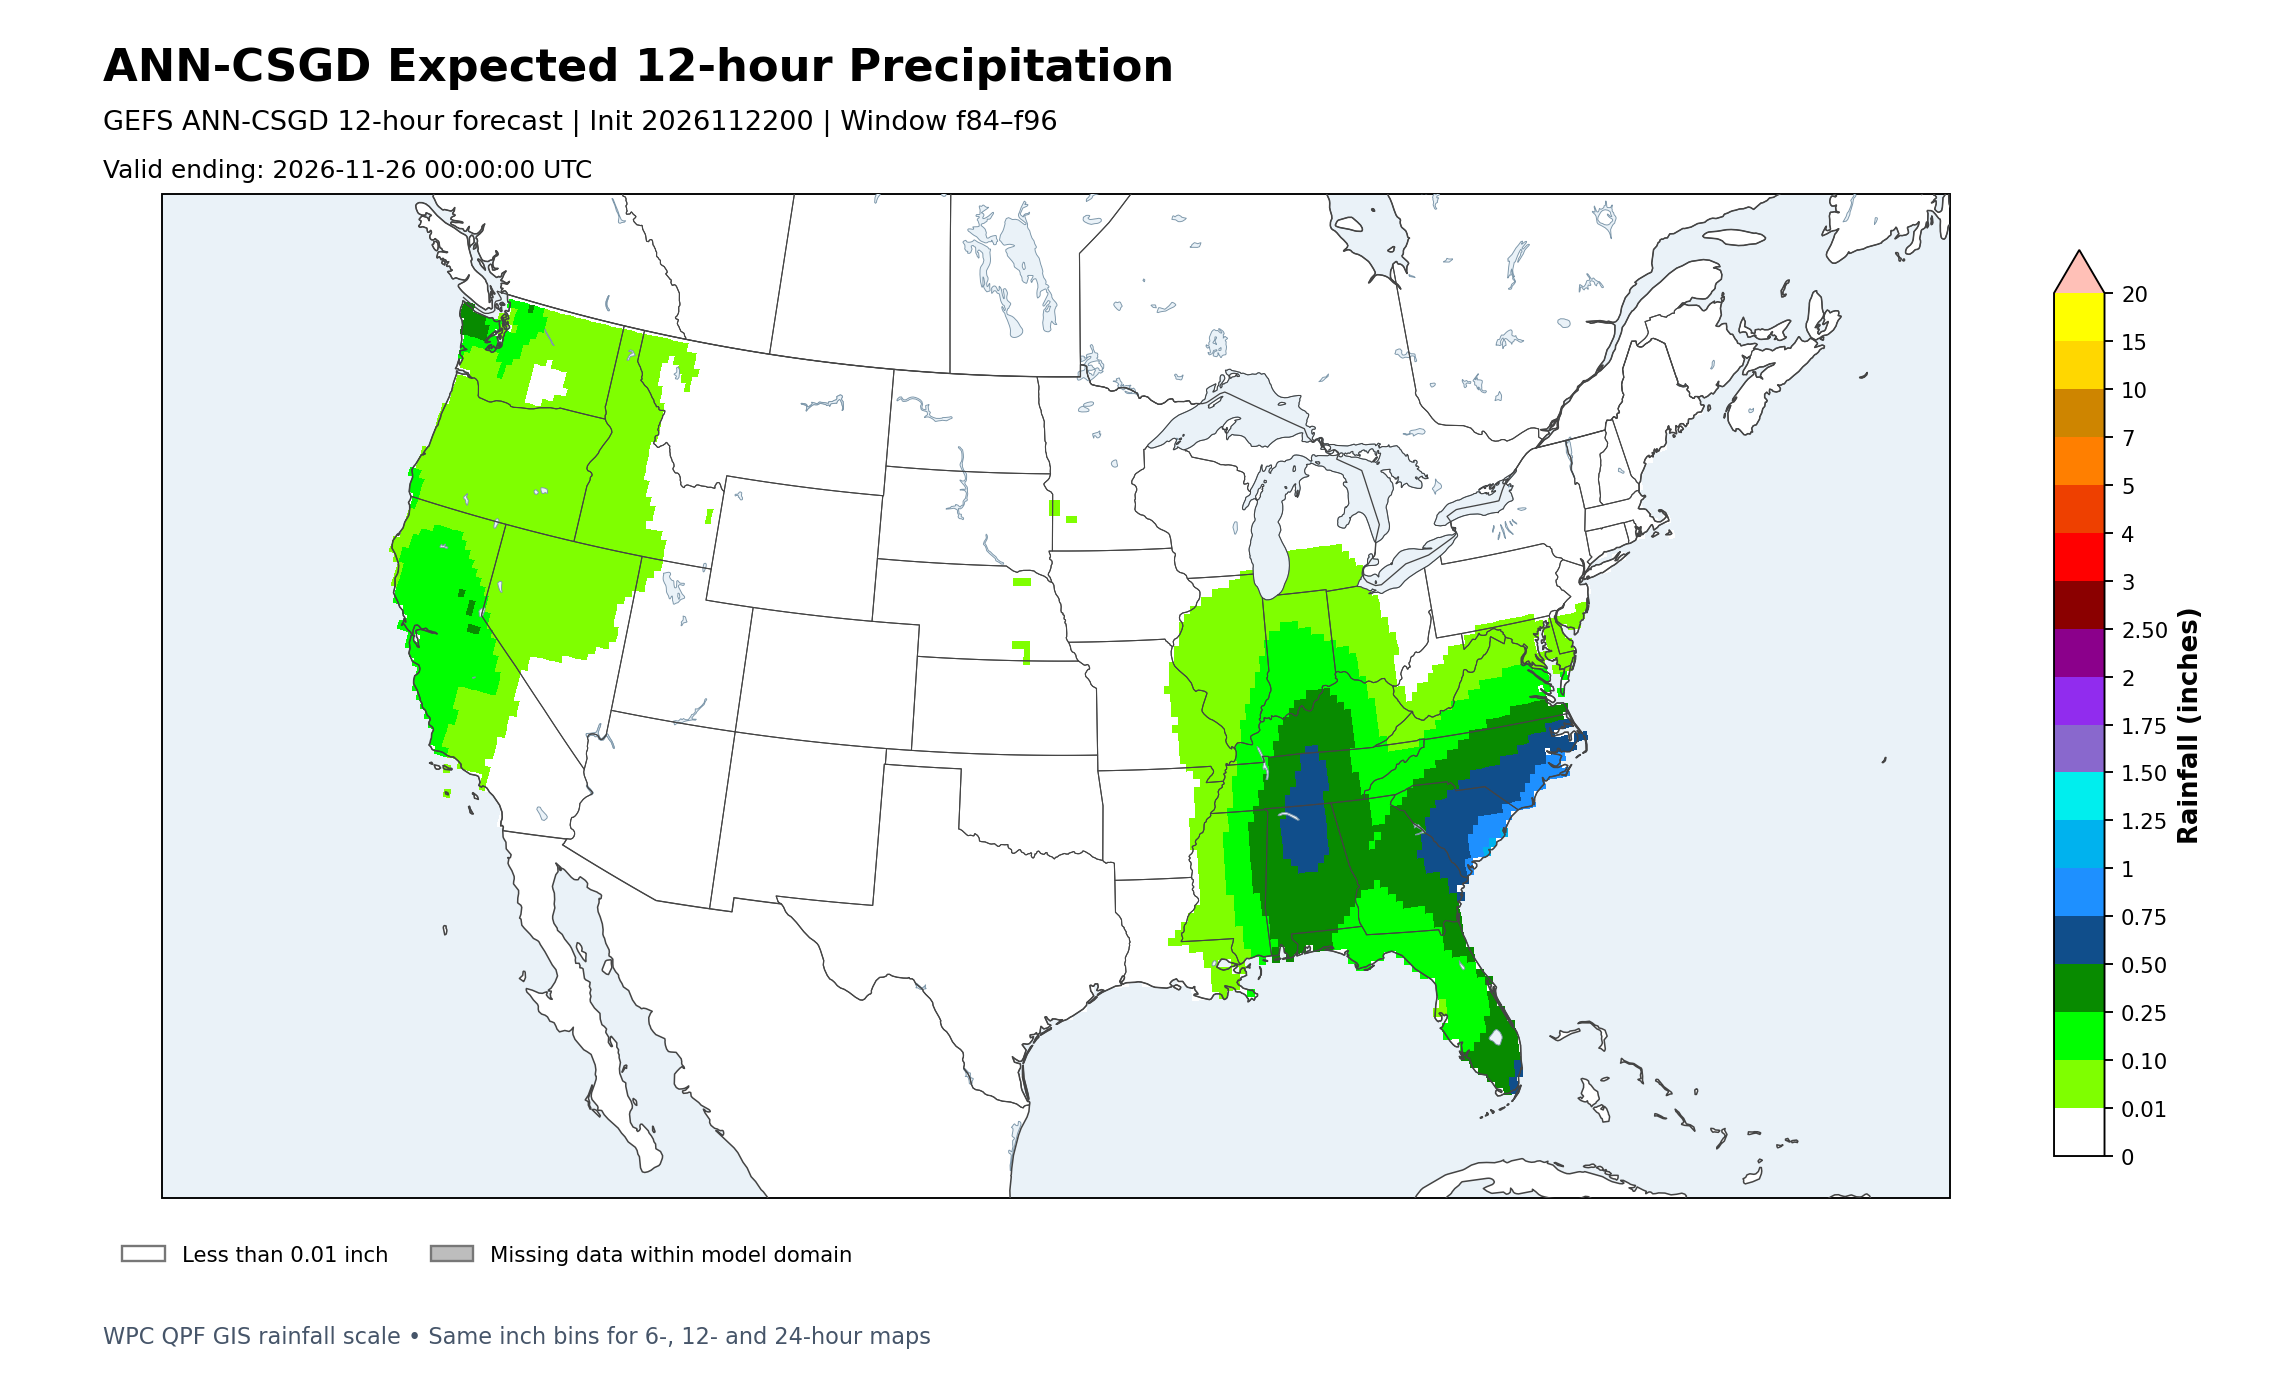 ANN-CSGD Expected 12-hour Precipitation
GEFS ANN-CSGD 12-hour forecast | Init 2026112200 | Window f84–f96
Valid ending: 2026-11-26 00:00:00 UTC
20
15
10
7
5
4
3
2.50
2
1.75
1.50
1.25
1
0.75
0.50
0.25
0.10
0.01
0
Rainfall (inches)
Less than 0.01 inch
Missing data within model domain
WPC QPF GIS rainfall scale • Same inch bins for 6-, 12- and 24-hour maps